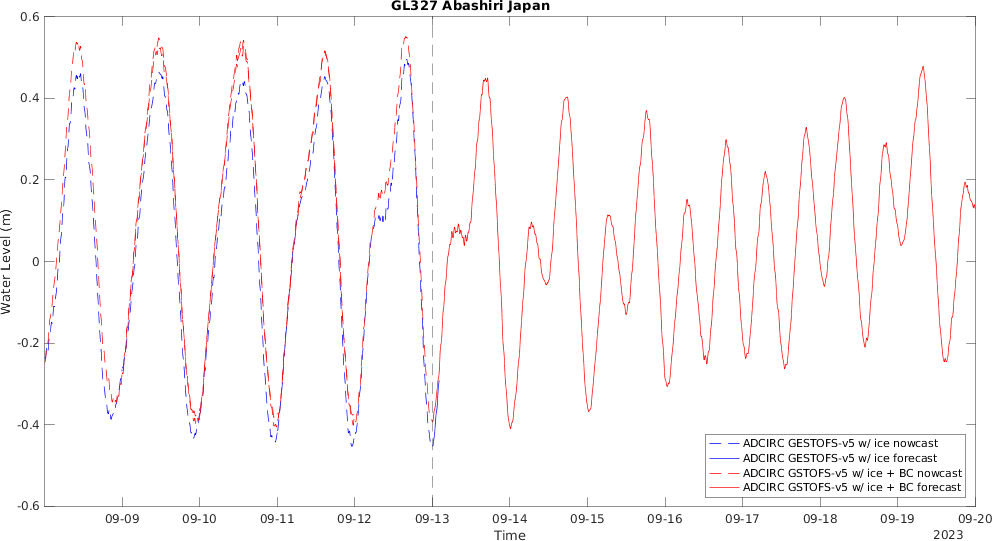 GL327 Abashiri Japan
0.6
0.4
0.2
0
-0.2
-0.4
-0.6
Water Level (m)
ADCIRC GESTOFS-v5 w/ ice nowcast
ADCIRC GESTOFS-v5 w/ ice forecast
ADCIRC GSTOFS-v5 w/ ice + BC nowcast
ADCIRC GSTOFS-v5 w/ ice + BC forecast
09-09 09-10 09-11 09-12 09-13 09-14 09-15 09-16 09-17 09-18 09-19 09-20
Time
2023